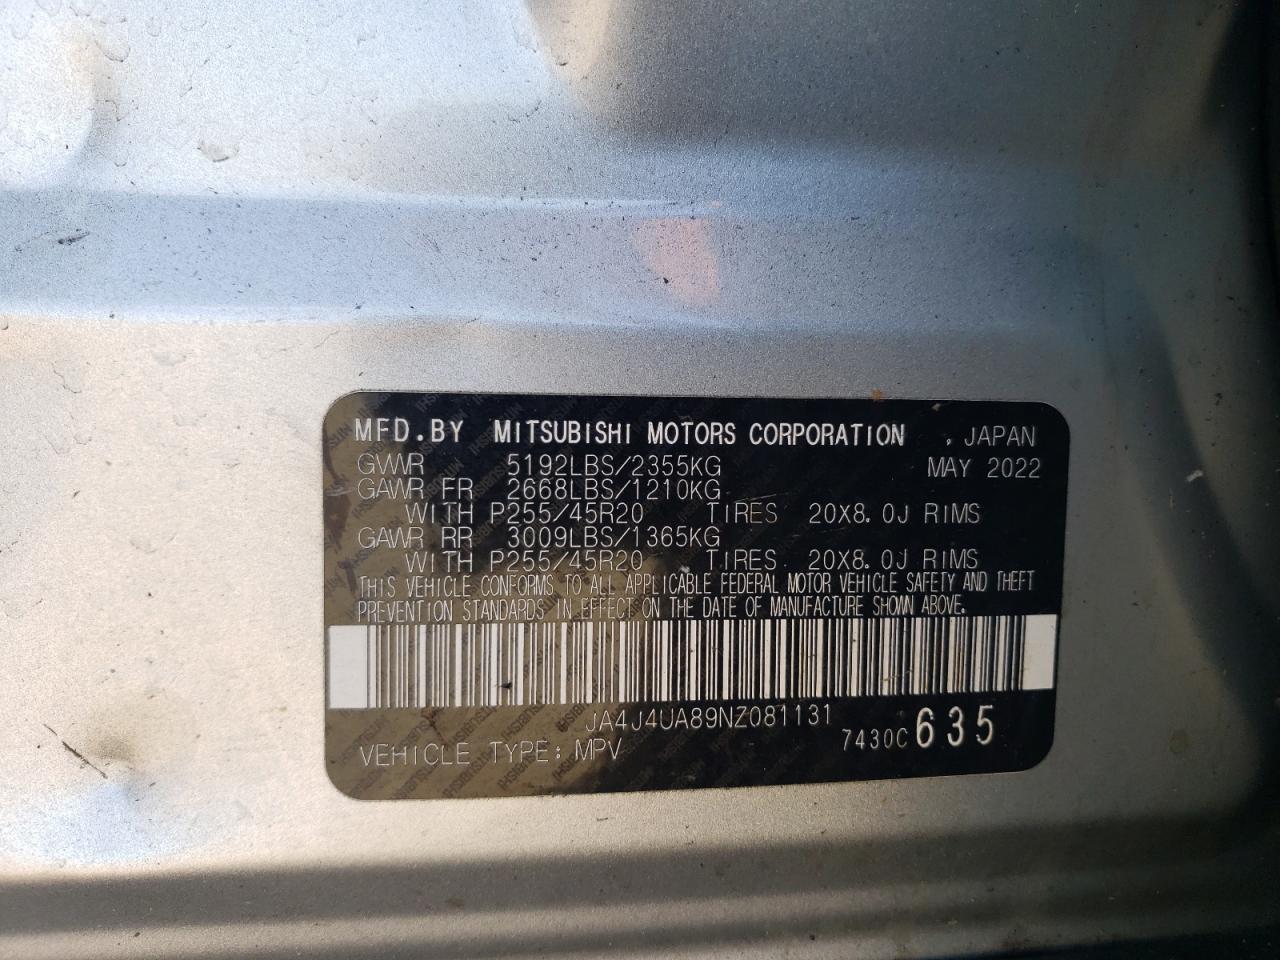 MFD.BY MITSUBISHI MOTORS CORPORATION , JAPAN
GVWR 5192LBS/2355KG MAY 2022
GAWR FR 2668LBS/1210KG
WITH P255/45R20 TIRES 20X8.0J RIMS
GAWR RR 3009LBS/1365KG
WITH P255/45R20 TIRES 20X8.0J RIMS
THIS VEHICLE CONFORMS TO ALL APPLICABLE FEDERAL MOTOR VEHICLE SAFETY AND THEFT
PREVENTION STANDARDS IN EFFECT ON THE DATE OF MANUFACTURE SHOWN ABOVE.
JA4J4UA89NZ081131
7430C 635
VEHICLE TYPE: MPV